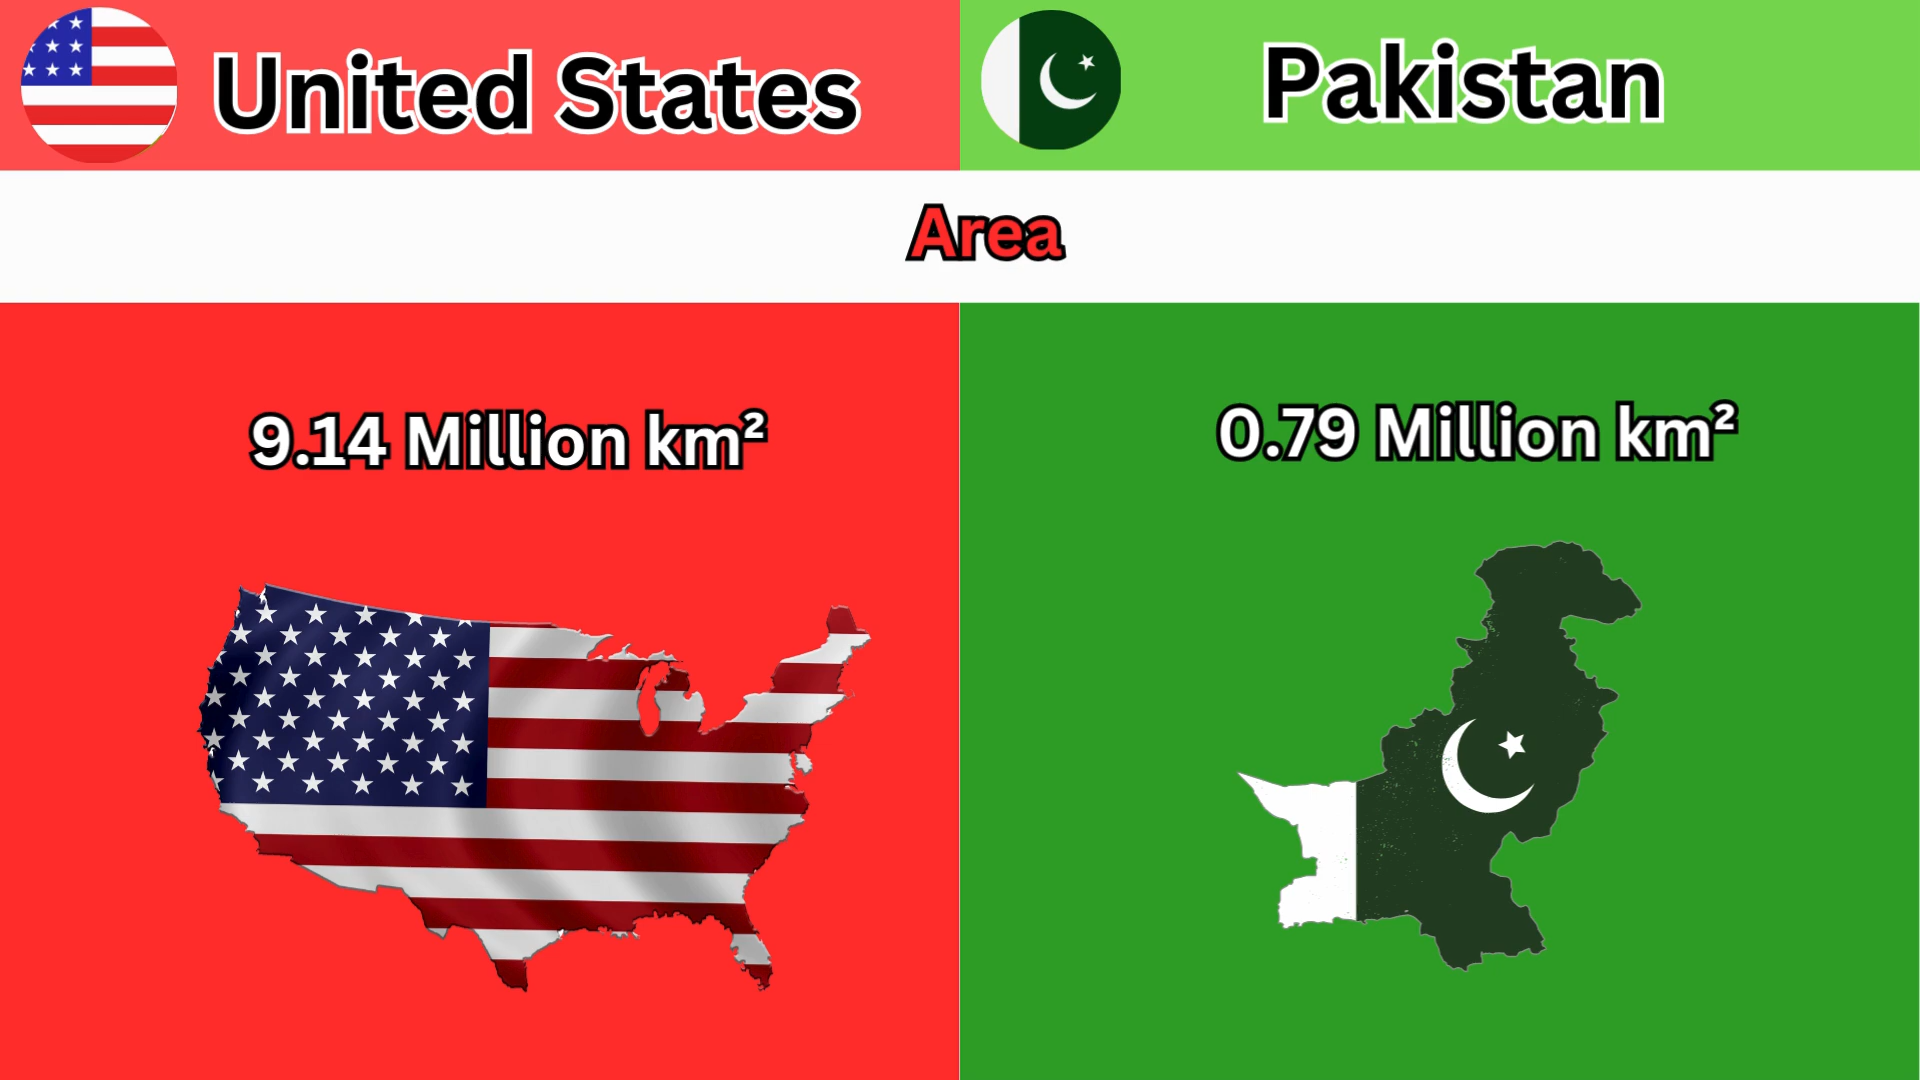 United States
Pakistan
Area
9.14 Million km²
0.79 Million km²